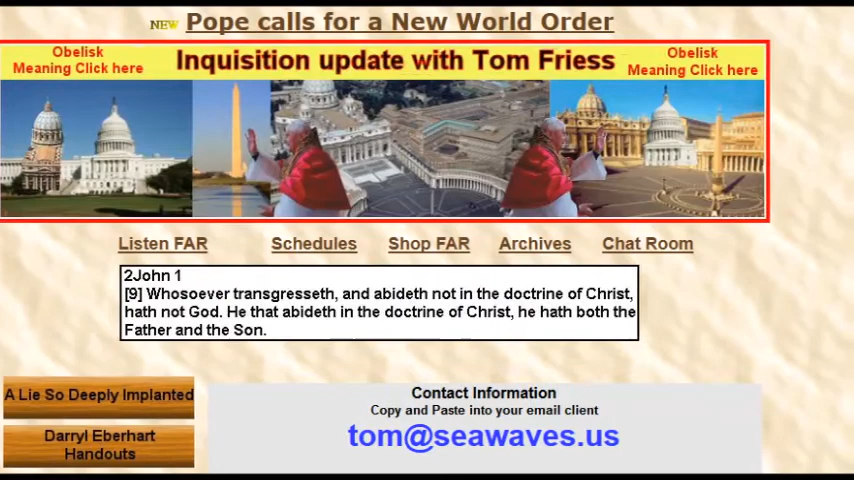 NEW Pope calls for a New World Order
Obelisk
Meaning Click here
Inquisition update with Tom Friess
Obelisk
Meaning Click here
Listen FAR Schedules Shop FAR Archives Chat Room
2John 1
[9] Whosoever transgresseth, and abideth not in the doctrine of Christ,
hath not God. He that abideth in the doctrine of Christ, he hath both the
Father and the Son.
A Lie So Deeply Implanted
Darryl Eberhart
Handouts
Contact Information
Copy and Paste into your email client
tom@seawaves.us